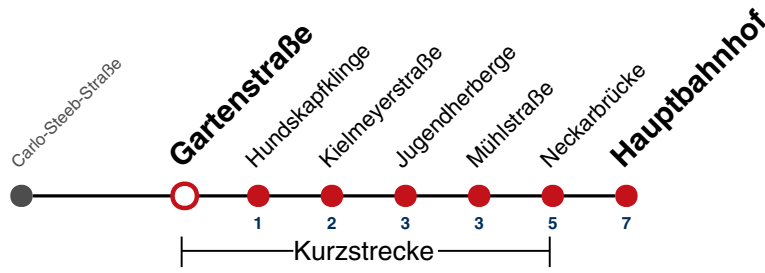 Carlo-Steeb-Straße
Gartenstraße
Hundskapfklinge
Kielmeyerstraße
Jugendherberge
Mühlstraße
Neckarbrücke
Hauptbahnhof
1 2 3 3 5 7
Kurzstrecke